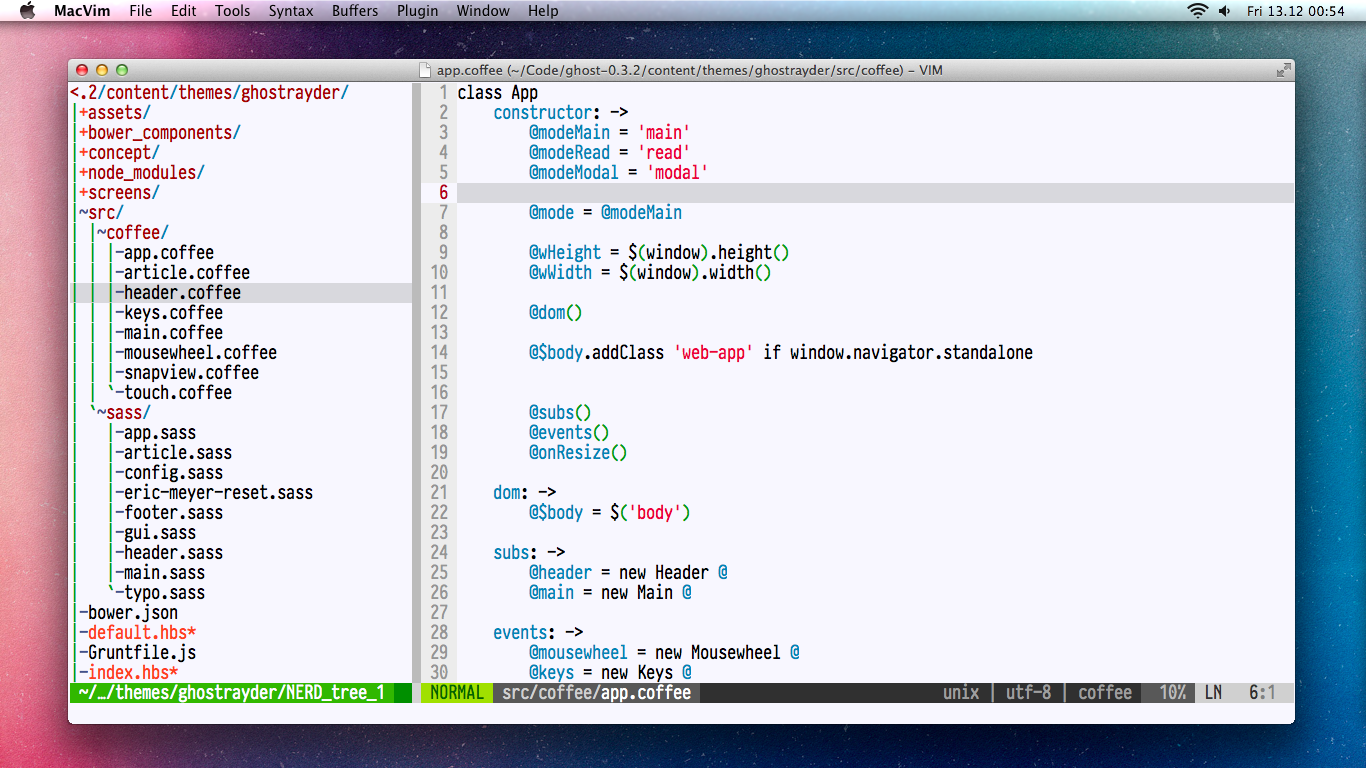 MacVim File Edit Tools Syntax Buffers Plugin Window Help Fri 13.12 00:54
app.coffee (~/Code/ghost-0.3.2/content/themes/ghostrayder/src/coffee) – VIM
<.2/content/themes/ghostrayder/
+assets/
+bower_components/
+concept/
+node_modules/
+screens/
~src/
|~coffee/
|-app.coffee
|-article.coffee
|-header.coffee
|-keys.coffee
|-main.coffee
|-mousewheel.coffee
|-snapview.coffee
`-touch.coffee
`~sass/
|-app.sass
|-article.sass
|-config.sass
|-eric-meyer-reset.sass
|-footer.sass
|-gui.sass
|-header.sass
|-main.sass
`-typo.sass
|-bower.json
|-default.hbs*
|-Gruntfile.js
|-index.hbs*
~/…/themes/ghostrayder/NERD_tree_1
1 class App
2     constructor: ->
3         @modeMain = 'main'
4         @modeRead = 'read'
5         @modeModal = 'modal'
6
7         @mode = @modeMain
8
9         @wHeight = $(window).height()
10         @wWidth = $(window).width()
11
12         @dom()
13
14         @$body.addClass 'web-app' if window.navigator.standalone
15
16
17         @subs()
18         @events()
19         @onResize()
20
21     dom: ->
22         @$body = $('body')
23
24     subs: ->
25         @header = new Header @
26         @main = new Main @
27
28     events: ->
29         @mousewheel = new Mousewheel @
30         @keys = new Keys @
NORMAL src/coffee/app.coffee unix | utf-8 | coffee 10% LN 6:1